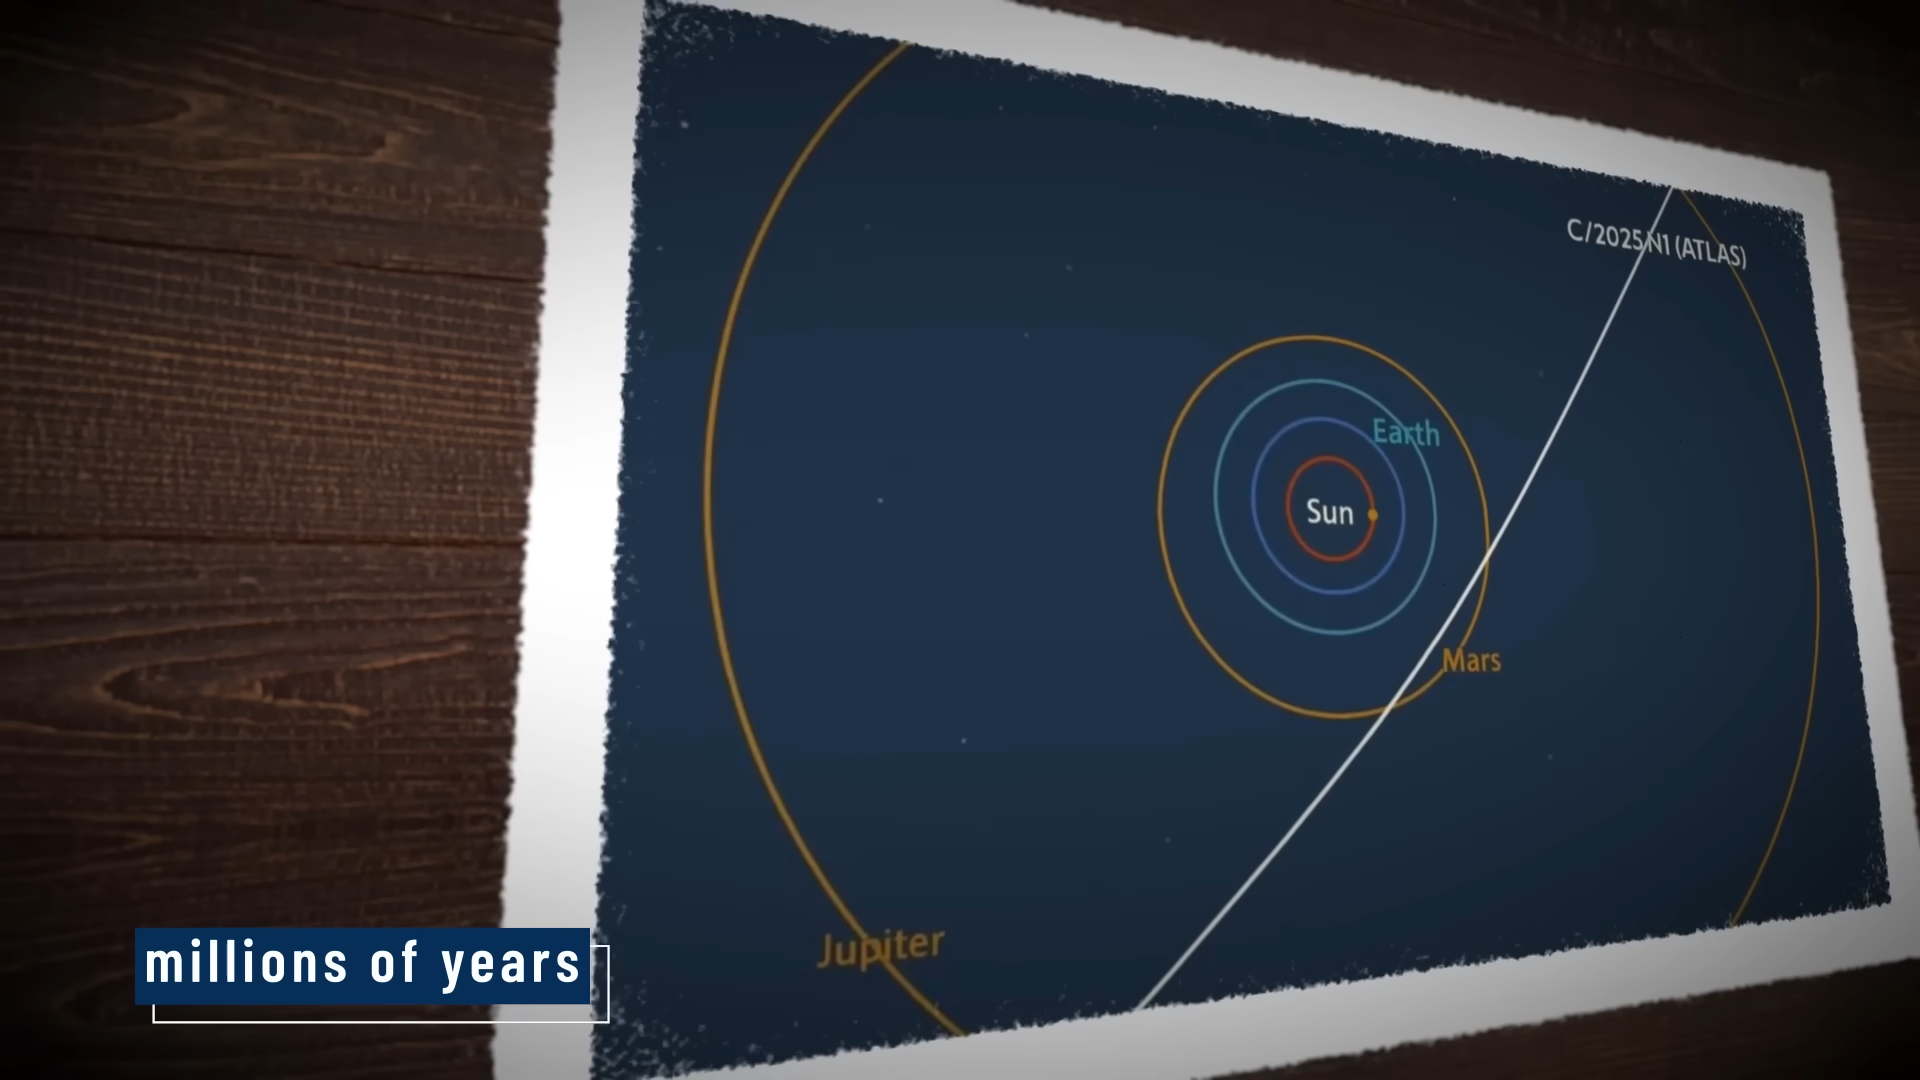 C/2025 N1 (ATLAS)
Earth
Sun
Mars
Jupiter
millions of years